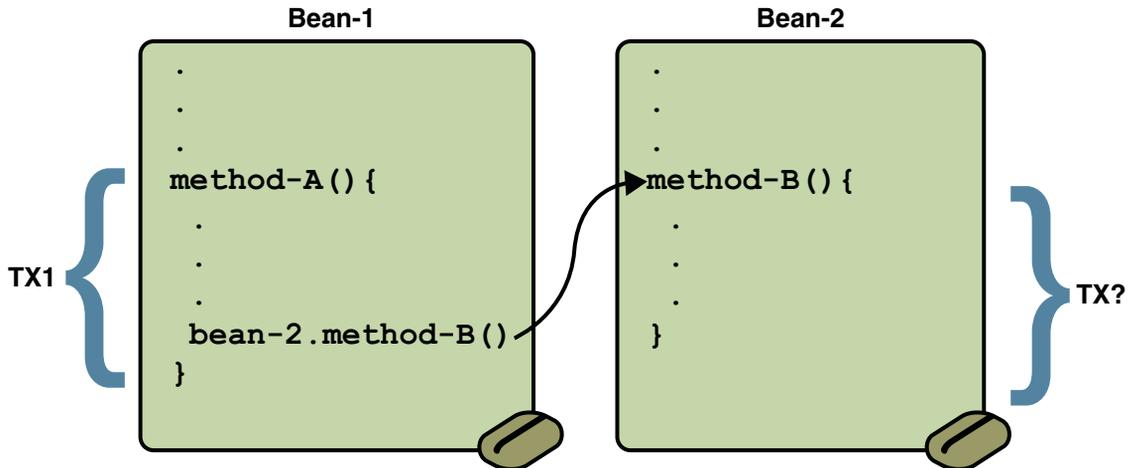 Bean-1
.
.
.
method-A(){
.
.
.
bean-2.method-B()
}
TX1
Bean-2
.
.
.
method-B(){
.
.
.
}
TX?